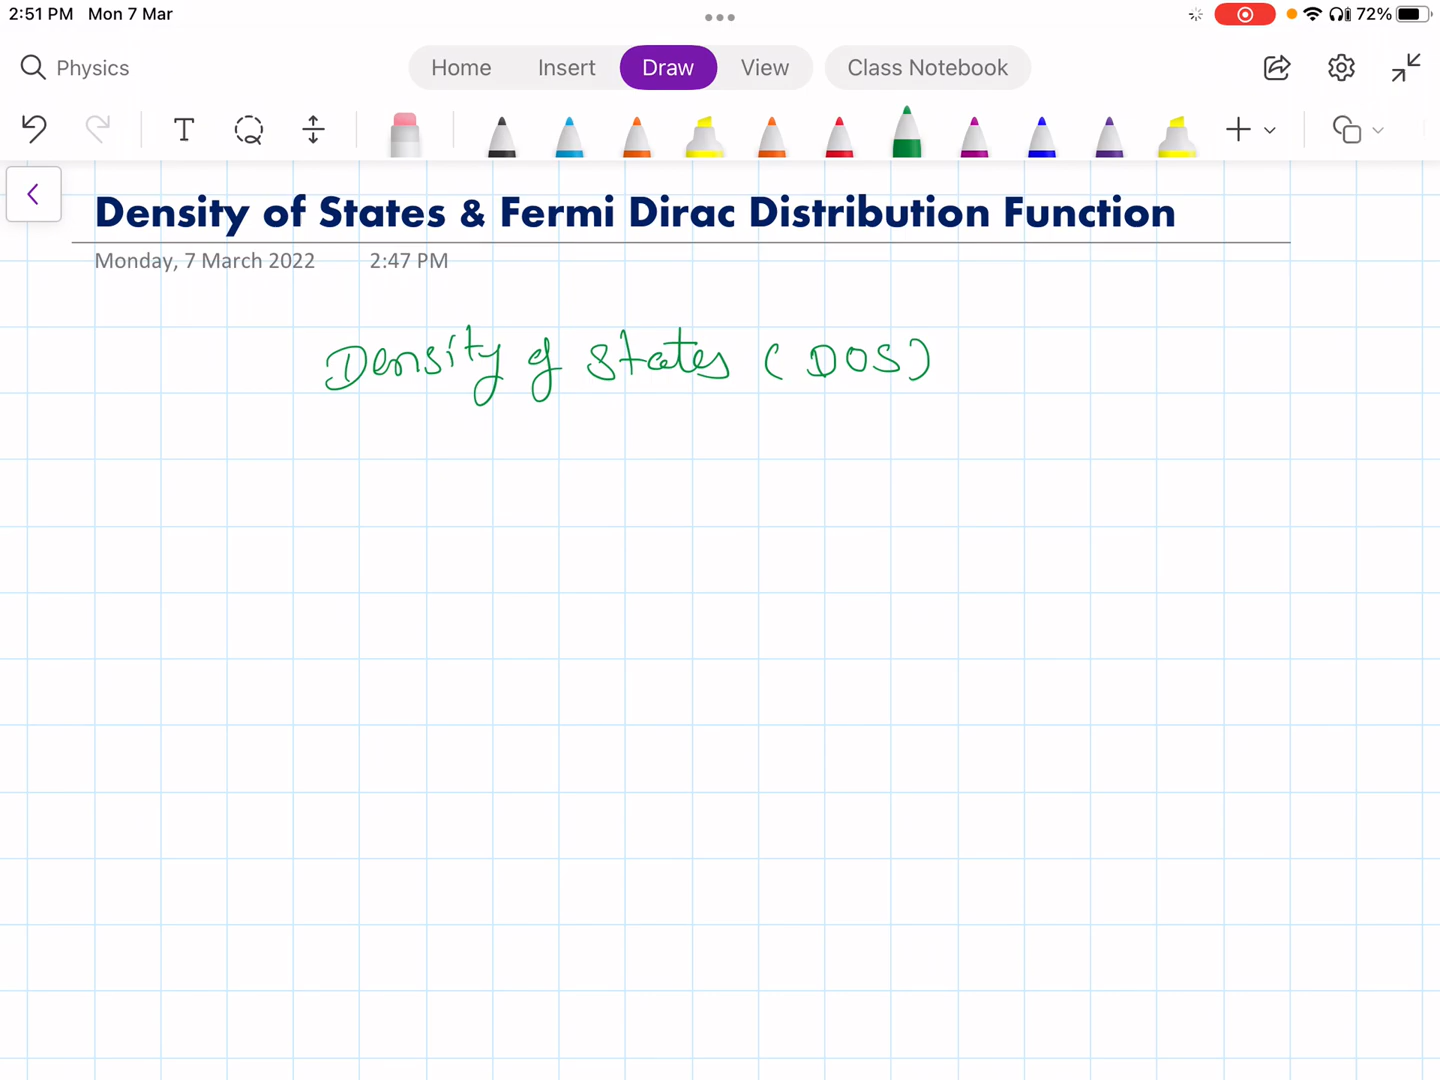 2:51 PM Mon 7 Mar 72%
Physics Home Insert Draw View Class Notebook
T
Density of States & Fermi Dirac Distribution Function
Monday, 7 March 2022 2:47 PM
Density of States (DOS)